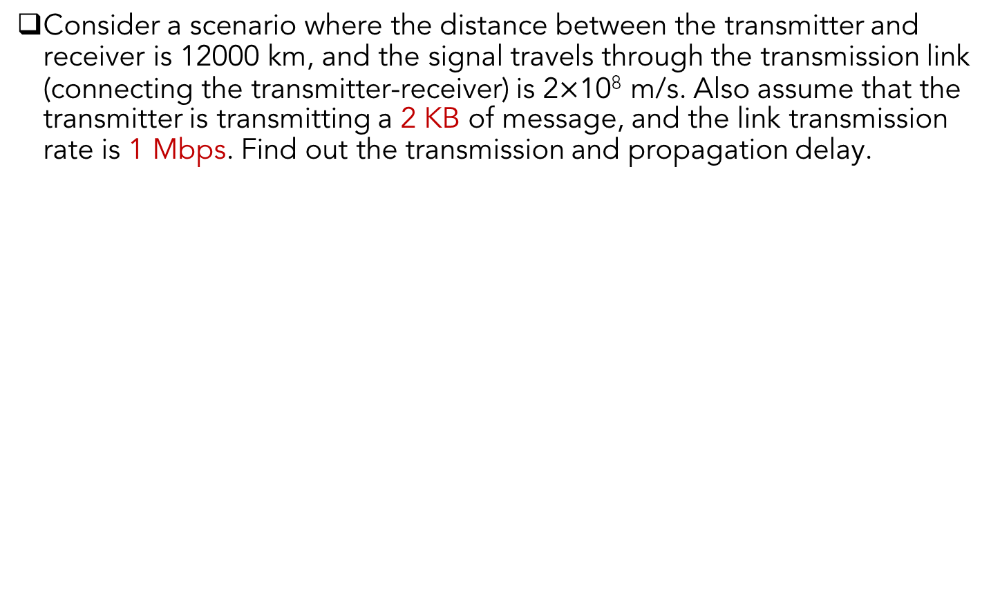 ❑Consider a scenario where the distance between the transmitter and
receiver is 12000 km, and the signal travels through the transmission link
(connecting the transmitter-receiver) is 2×10⁸ m/s. Also assume that the
transmitter is transmitting a 2 KB of message, and the link transmission
rate is 1 Mbps. Find out the transmission and propagation delay.